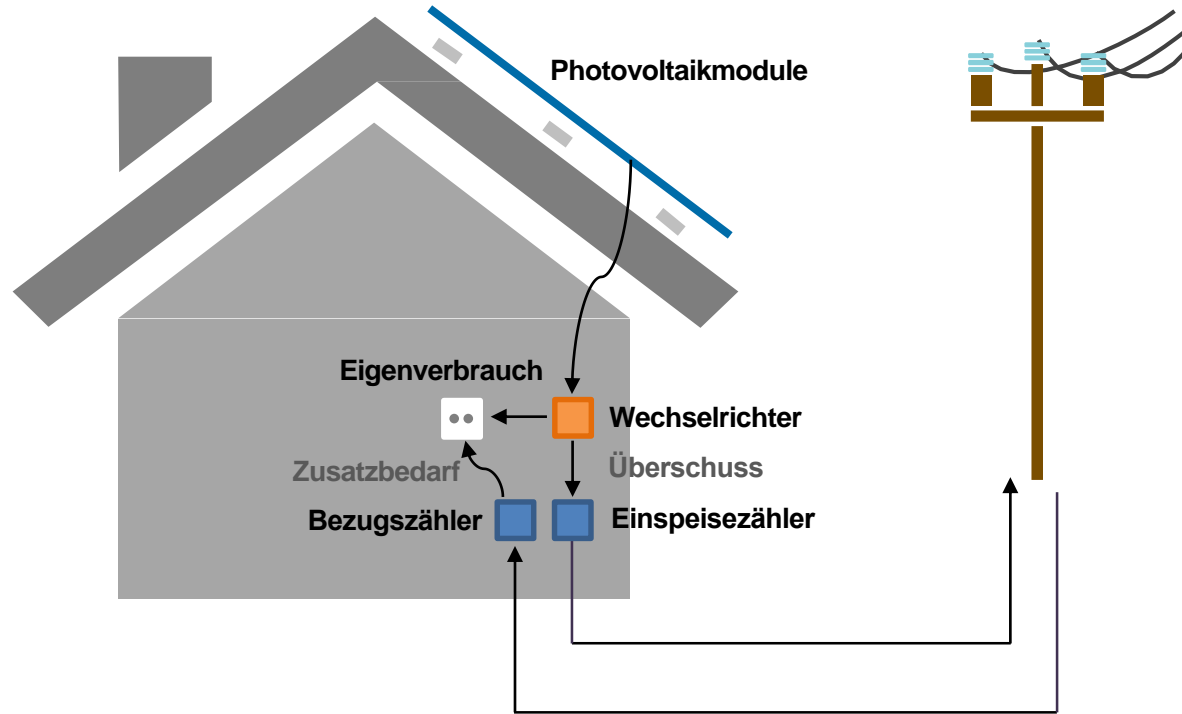 Photovoltaikmodule
Eigenverbrauch
Wechselrichter
Zusatzbedarf
Überschuss
Bezugszähler
Einspeisezähler